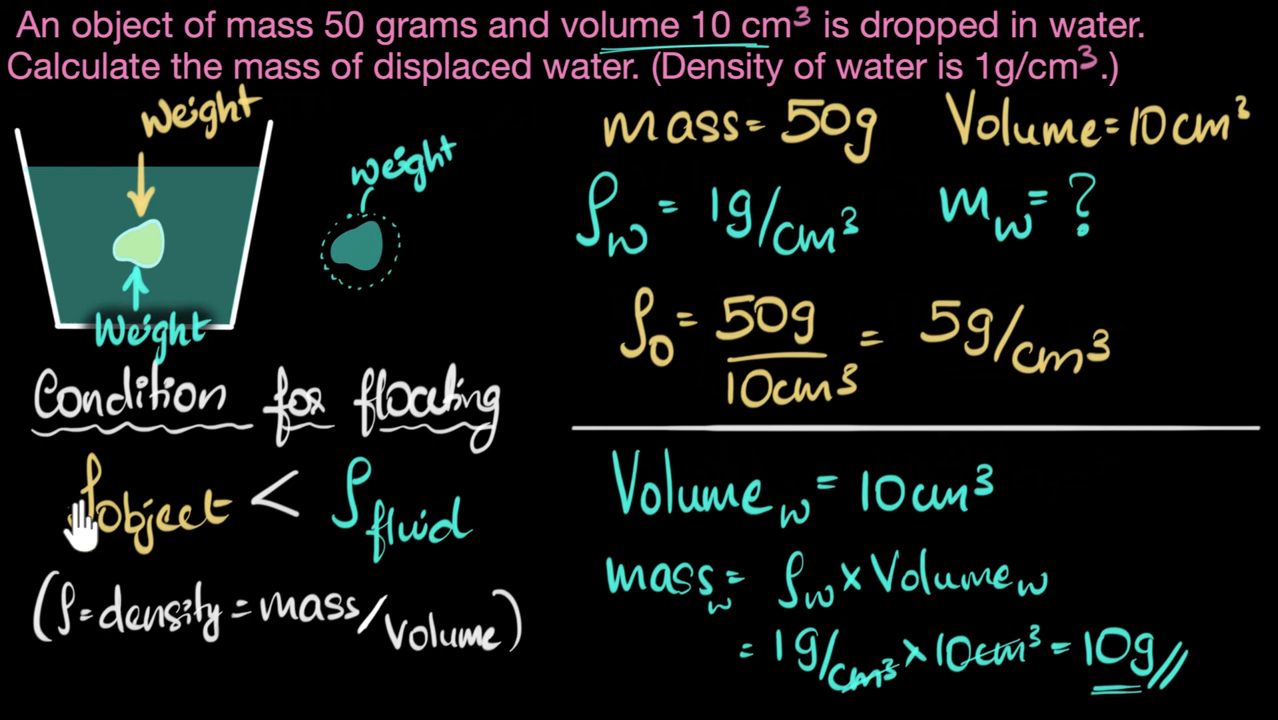 An object of mass 50 grams and volume 10 cm³ is dropped in water.
Calculate the mass of displaced water. (Density of water is 1g/cm³.)
Weight
weight
Weight
Condition for floating
ρobject < ρfluid
(ρ = density = mass/volume)
mass = 50g Volume = 10cm³
ρw = 1g/cm³ mw = ?
ρo = 50g/10cm³ = 5g/cm³
Volumew = 10cm³
massw = ρw × Volumew
= 1g/cm³ × 10cm³ = 10g//